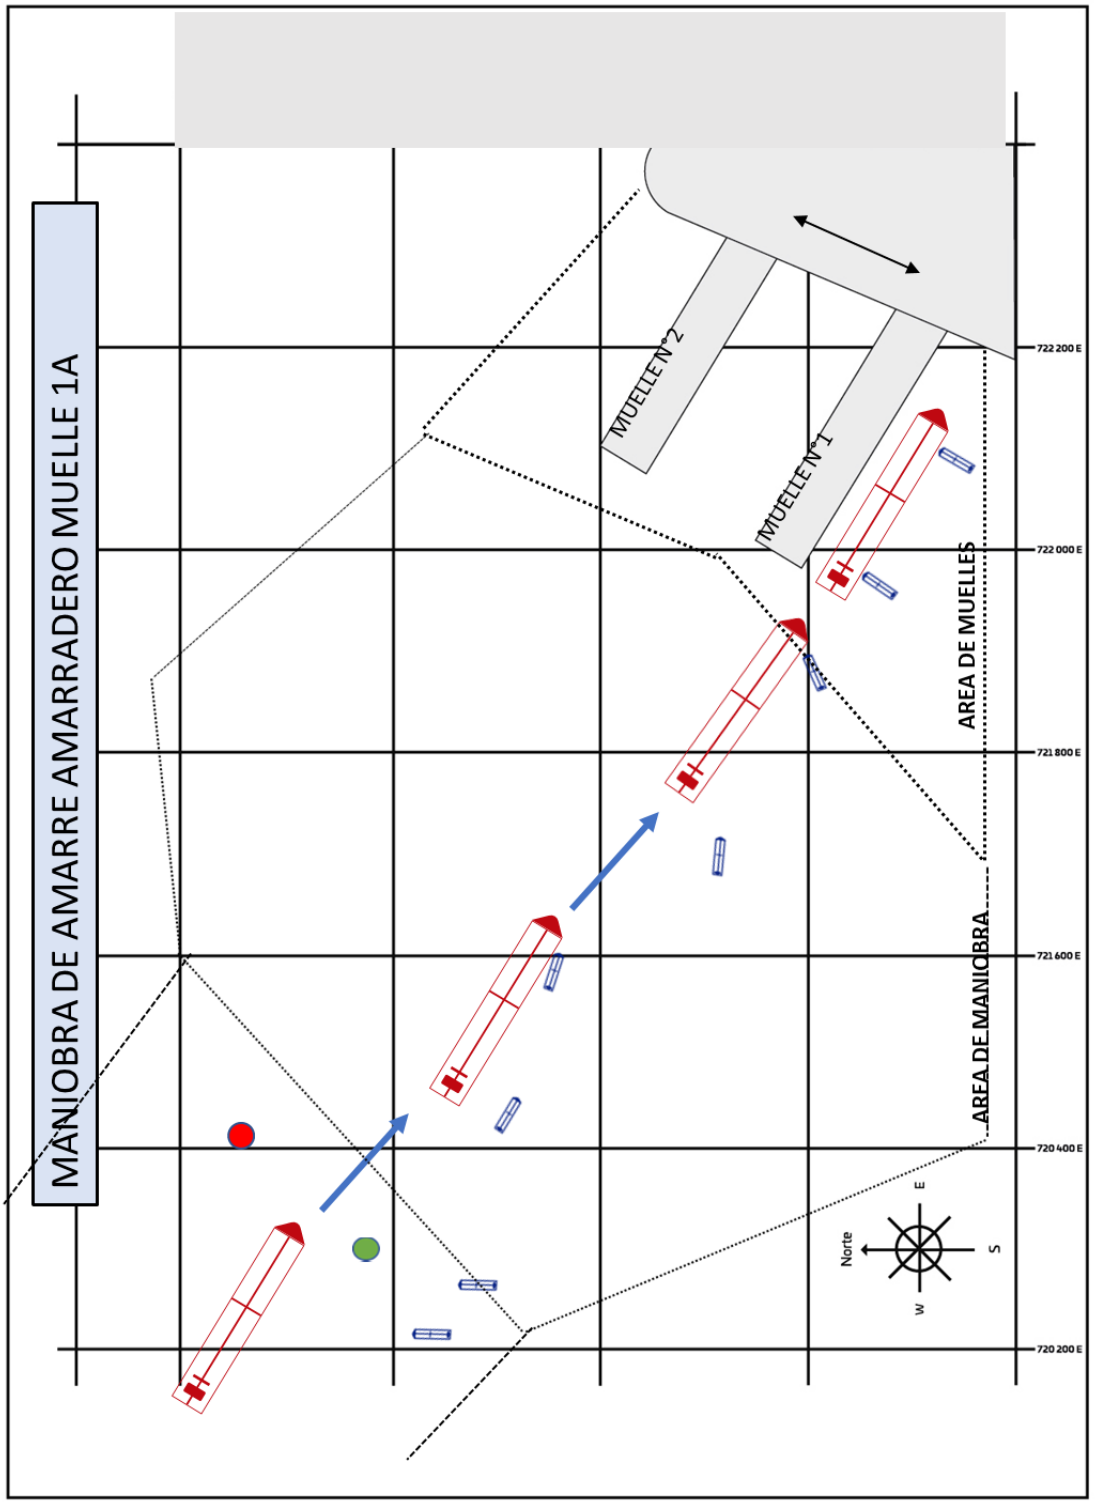 MANIOBRA DE AMARRE AMARRADERO MUELLE 1A
MUELLE N°2
722 200 E
MUELLE N°1
722 000 E
AREA DE MUELLES
721 800 E
721 600 E
AREA DE MANIOBRA
720 400 E
E
Norte
S
W
720 200 E